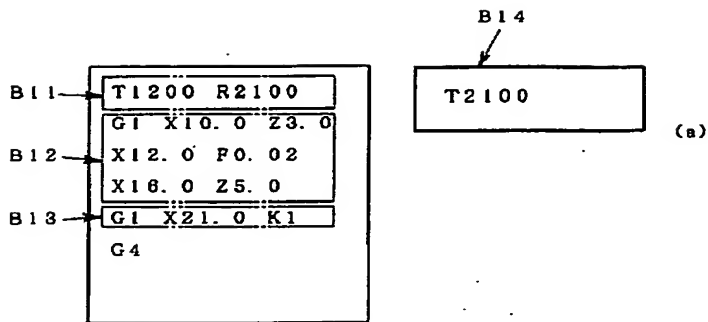 B14
B11
T1200 R2100
T2100
(a)
G1 X10.0 Z3.0
B12
X12.0 F0.02
X16.0 Z5.0
B13
G1 X21.0 K1
G4